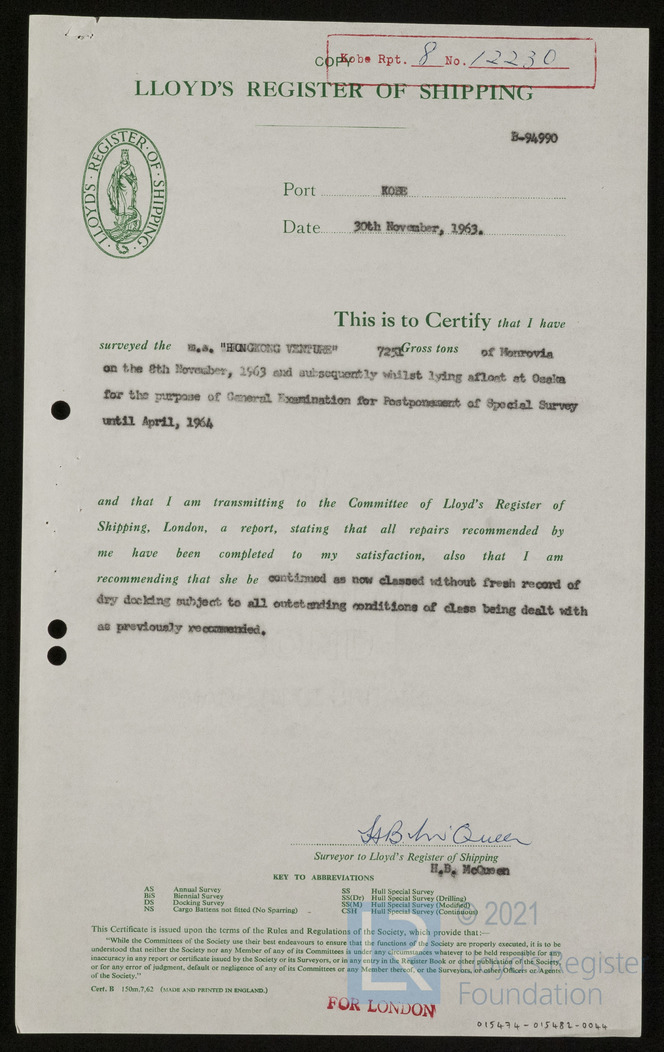 COPY
Kobe Rpt. 8 No. 12230
LLOYD'S REGISTER OF SHIPPING
B-94990
LLOYD'S · REGISTER · OF · SHIPPING
Port KOBE
Date 30th November, 1963.
This is to Certify that I have
surveyed the m.s. "HONGKONG VENTURE" 7251 Gross tons of Monrovia
on the 8th November, 1963 and subsequently whilst lying afloat at Osaka
for the purpose of General Examination for Postponement of Special Survey
until April, 1964
and that I am transmitting to the Committee of Lloyd's Register of
Shipping, London, a report, stating that all repairs recommended by
me have been completed to my satisfaction, also that I am
recommending that she be continued as now classed without fresh record of
dry docking subject to all outstanding conditions of class being dealt with
as previously recommended.
H B McQueen
Surveyor to Lloyd's Register of Shipping
H.B. McQueen
KEY TO ABBREVIATIONS
AS Annual Survey SS Hull Special Survey
BiS Biennial Survey SS(Dr) Hull Special Survey (Drilling)
DS Docking Survey SS(M) Hull Special Survey (Modified)
NS Cargo Battens not fitted (No Sparring) CSH Hull Special Survey (Continuous)
This Certificate is issued upon the terms of the Rules and Regulations of the Society, which provide that:—
"While the Committees of the Society use their best endeavours to ensure that the functions of the Society are properly executed, it is to be
understood that neither the Society nor any Member of any of its Committees is under any circumstances whatever to be held responsible for any
inaccuracy in any report or certificate issued by the Society or its Surveyors, or in any entry in the Register Book or other publication of the Society,
or for any error of judgment, default or negligence of any of its Committees or any Member thereof, or the Surveyors, or other Officers or Agents
of the Society."
Cert. B 150m.7,62 (MADE AND PRINTED IN ENGLAND.)
FOR LONDON
LR © 2021
Lloyd's Register
Foundation
015474-015482-0044